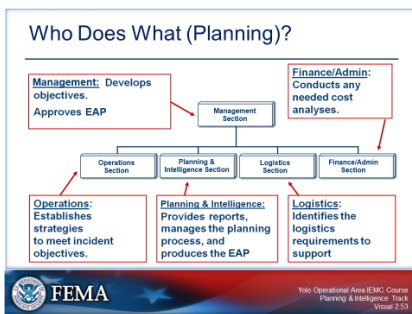 Who Does What (Planning)?
Management: Develops
objectives.
Approves EAP
Finance/Admin:
Conducts any
needed cost
analyses.
Management
Section
Operations
Section
Planning &
Intelligence Section
Logistics
Section
Finance/Admin
Section
Operations:
Establishes
strategies
to meet incident
objectives.
Planning & Intelligence:
Provides reports,
manages the planning
process, and
produces the EAP
Logistics:
Identifies the
logistics
requirements to
support
FEMA
Yolo Operational Area IEMC Course
Planning & Intelligence Track
Visual 2.53